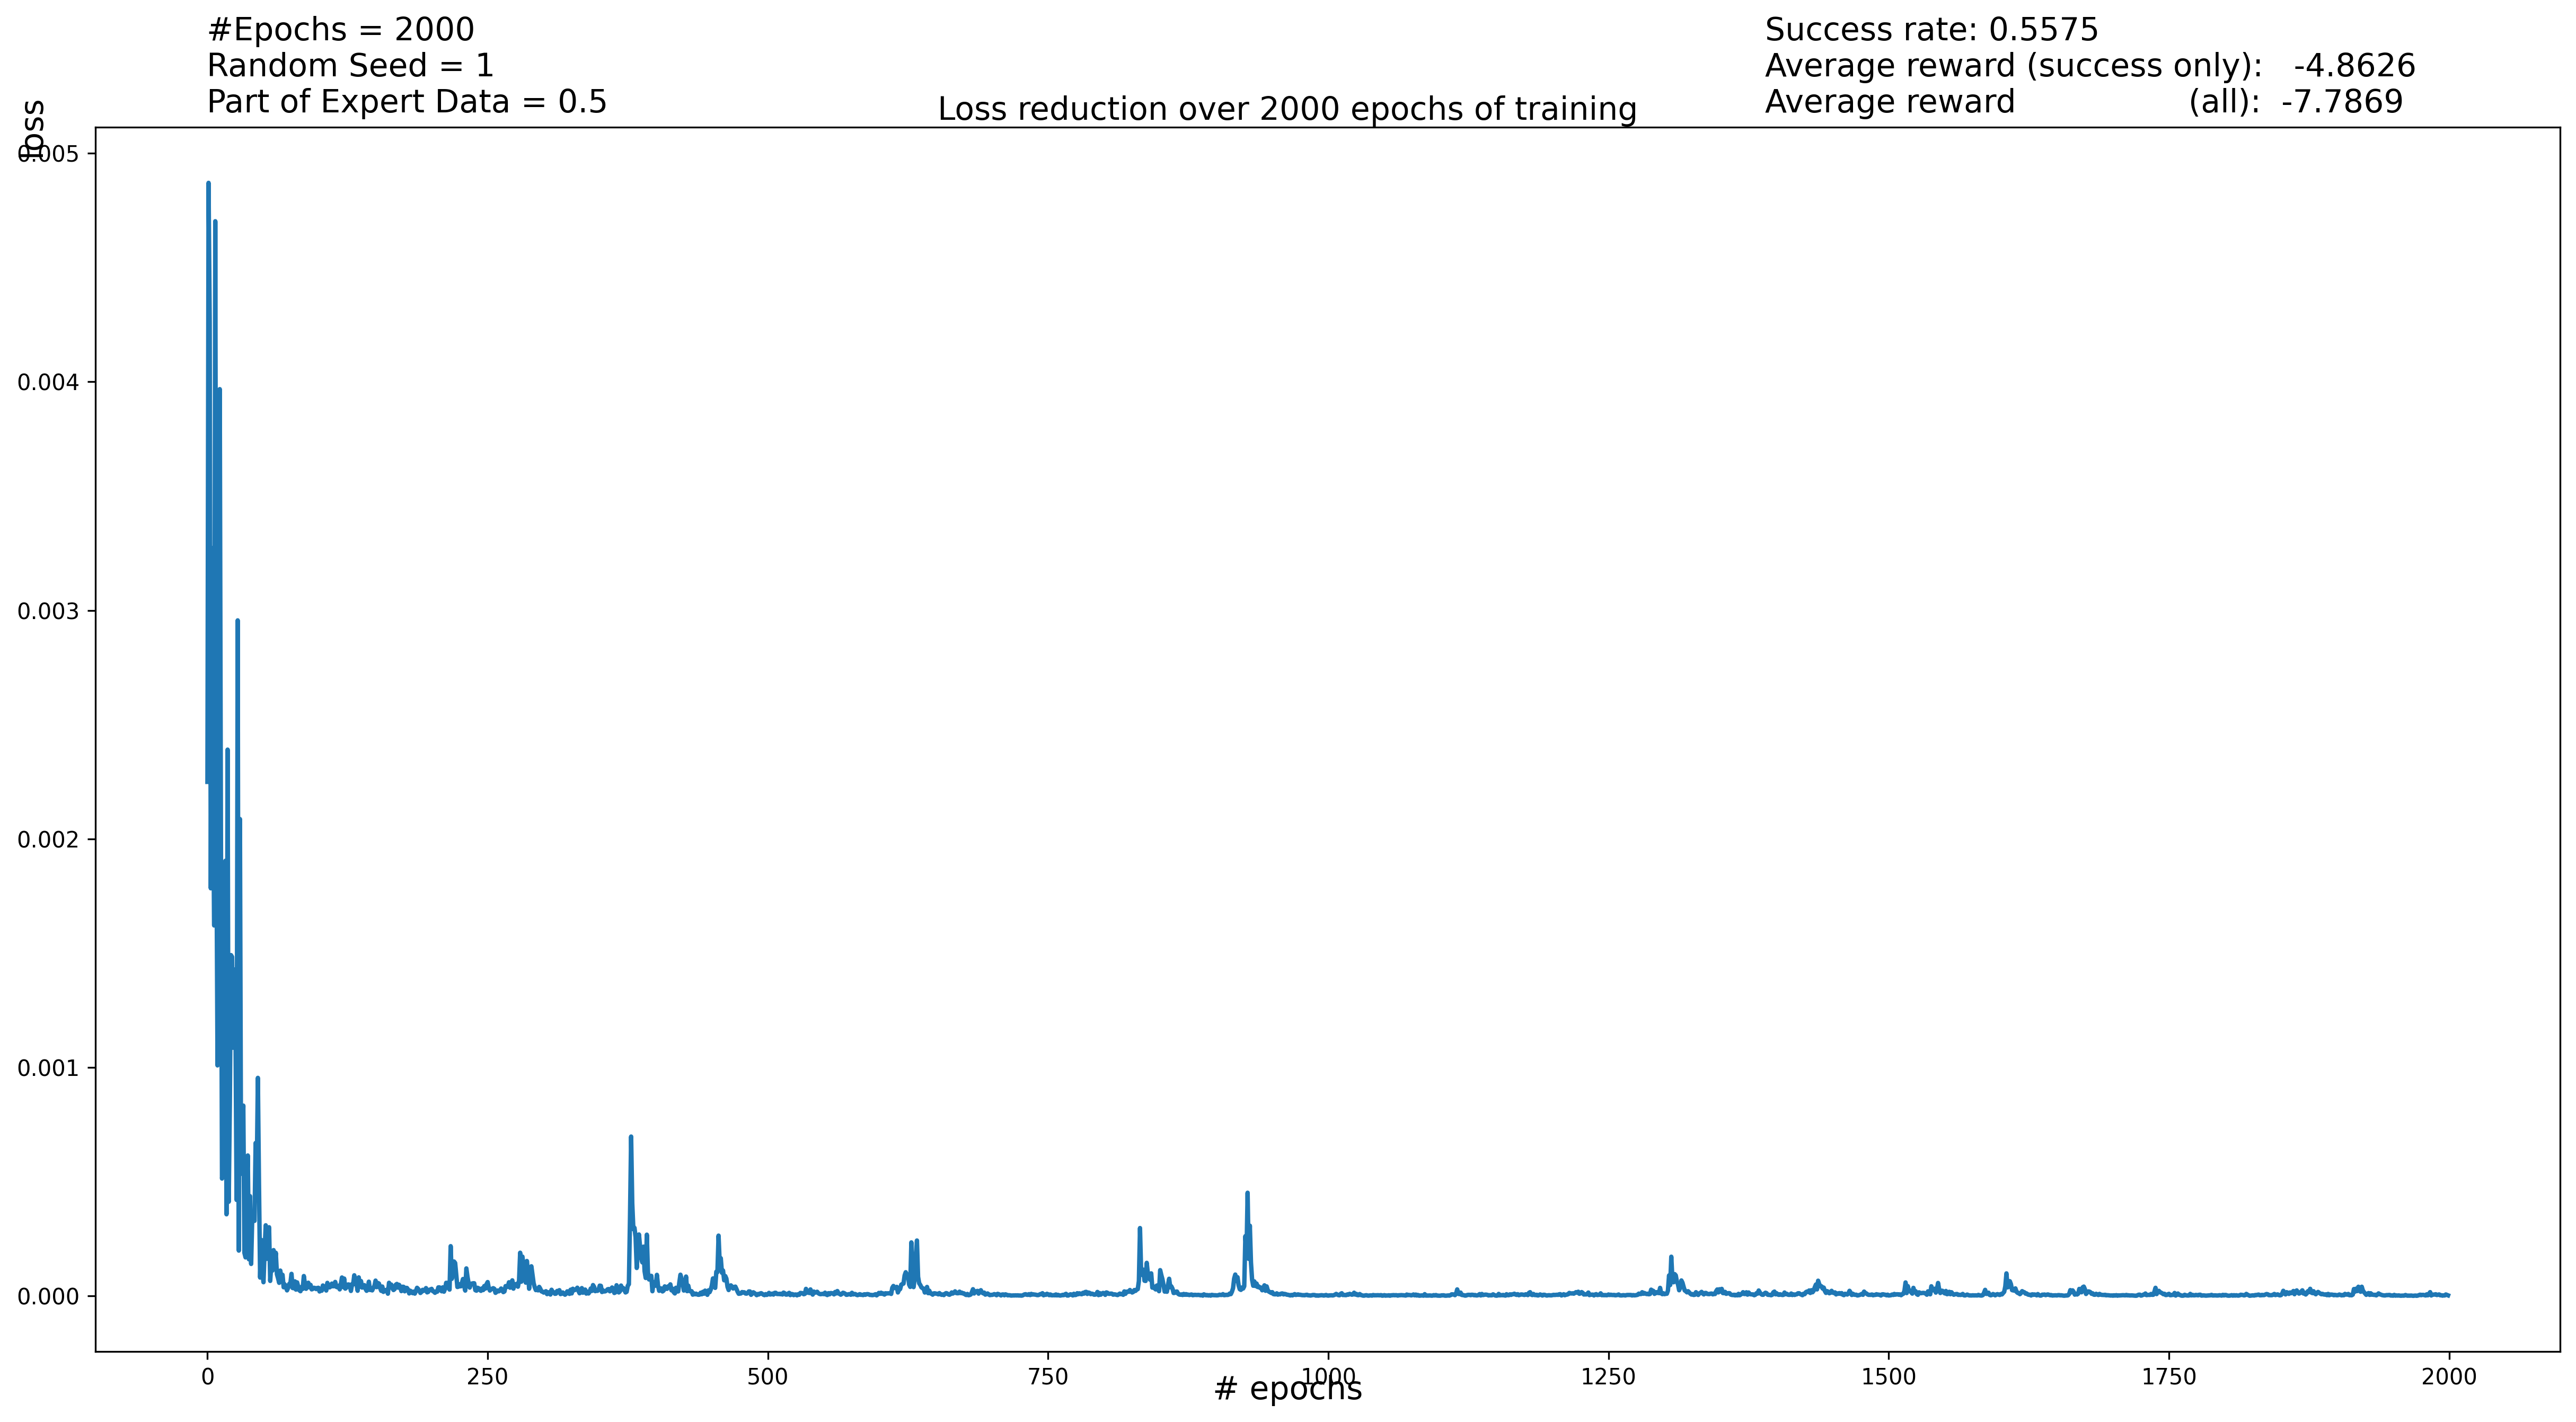 #Epochs = 2000
Random Seed = 1
Part of Expert Data = 0.5
Success rate: 0.5575
Average reward (success only): -4.8626
Average reward (all): -7.7869
Loss reduction over 2000 epochs of training
loss
0.005
0.004
0.003
0.002
0.001
0.000
0 250 500 750 1000 1250 1500 1750 2000
# epochs